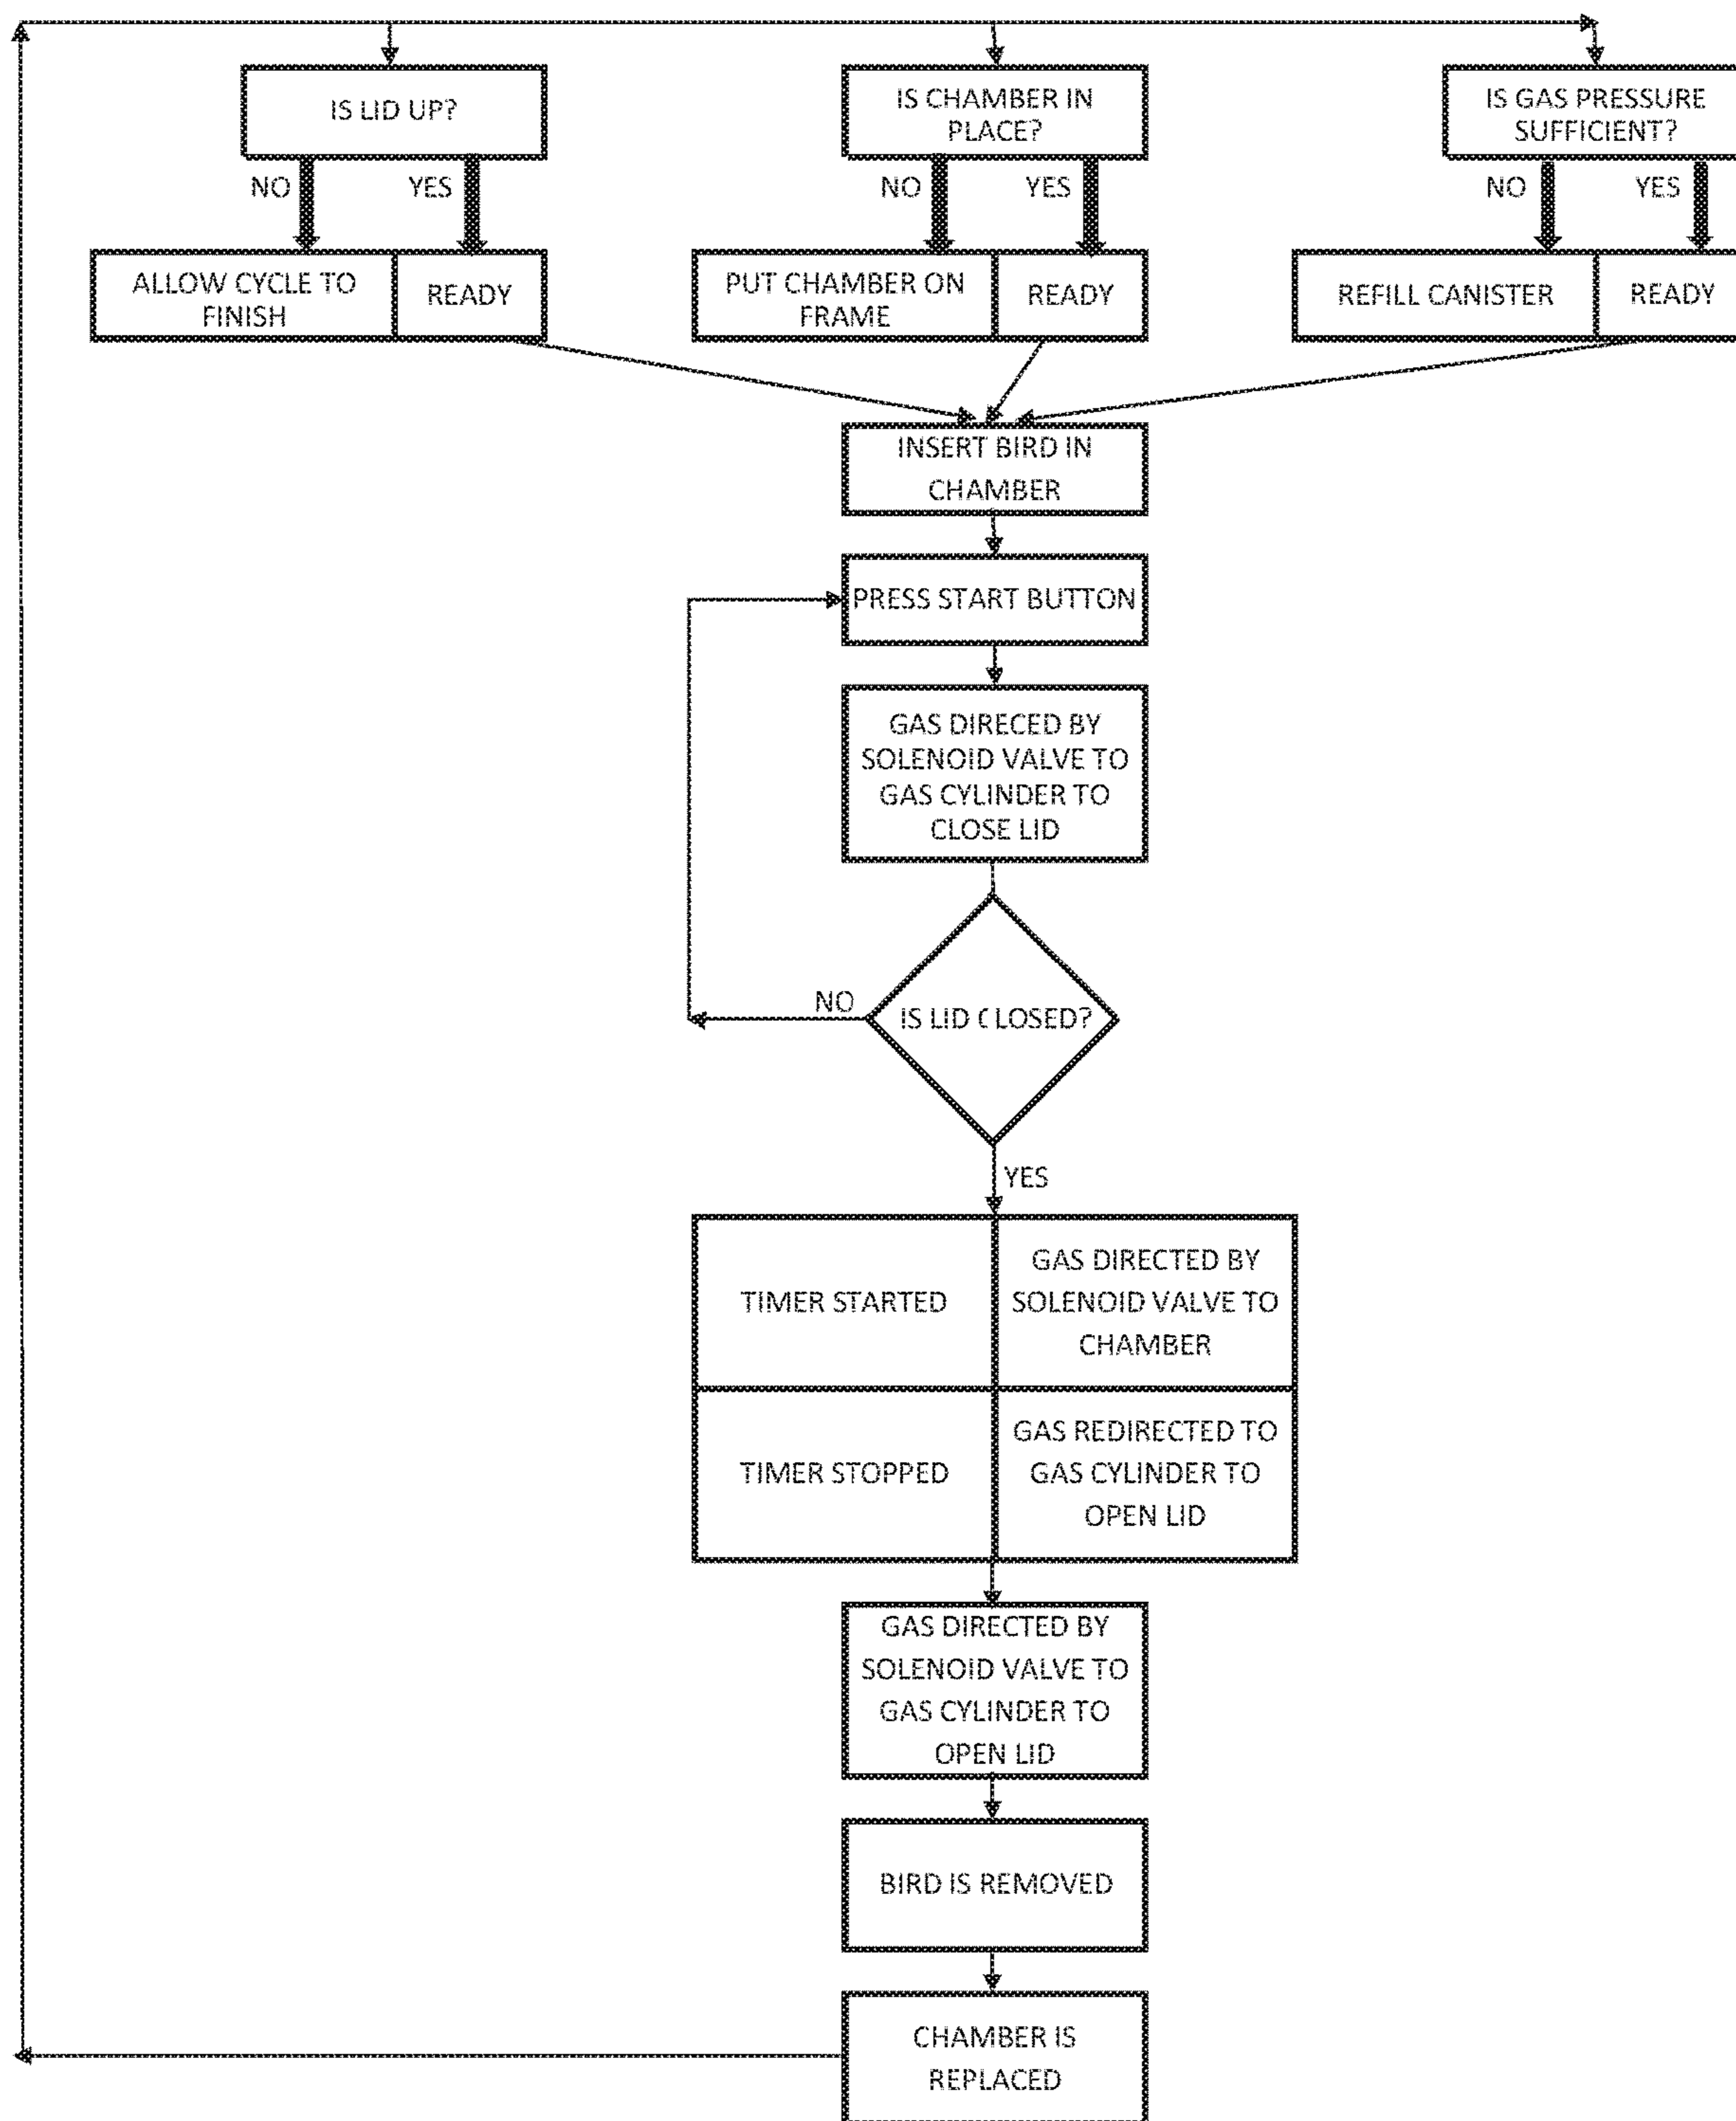 IS LID UP?
IS CHAMBER IN
PLACE?
IS GAS PRESSURE
SUFFICIENT?
NO
YES
NO
YES
NO
YES
ALLOW CYCLE TO
FINISH
READY
PUT CHAMBER ON
FRAME
READY
REFILL CANISTER
READY
INSERT BIRD IN
CHAMBER
PRESS START BUTTON
GAS DIRECED BY
SOLENOID VALVE TO
GAS CYLINDER TO
CLOSE LID
NO
IS LID CLOSED?
YES
TIMER STARTED
GAS DIRECTED BY
SOLENOID VALVE TO
CHAMBER
TIMER STOPPED
GAS REDIRECTED TO
GAS CYLINDER TO
OPEN LID
GAS DIRECTED BY
SOLENOID VALVE TO
GAS CYLINDER TO
OPEN LID
BIRD IS REMOVED
CHAMBER IS
REPLACED